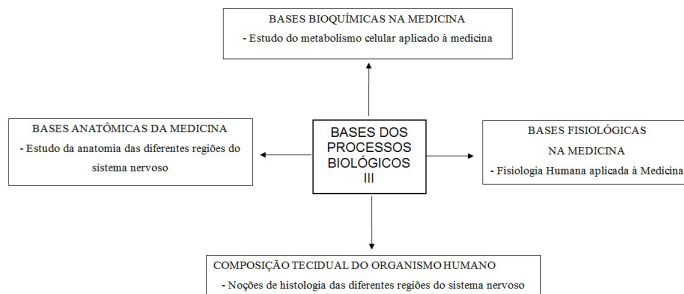 BASES BIOQUÍMICAS NA MEDICINA
- Estudo do metabolismo celular aplicado à medicina
BASES ANATÔMICAS DA MEDICINA
- Estudo da anatomia das diferentes regiões do
sistema nervoso
BASES DOS
PROCESSOS
BIOLÓGICOS
III
BASES FISIOLÓGICAS
NA MEDICINA
- Fisiologia Humana aplicada à Medicina
COMPOSIÇÃO TECIDUAL DO ORGANISMO HUMANO
- Noções de histologia das diferentes regiões do sistema nervoso